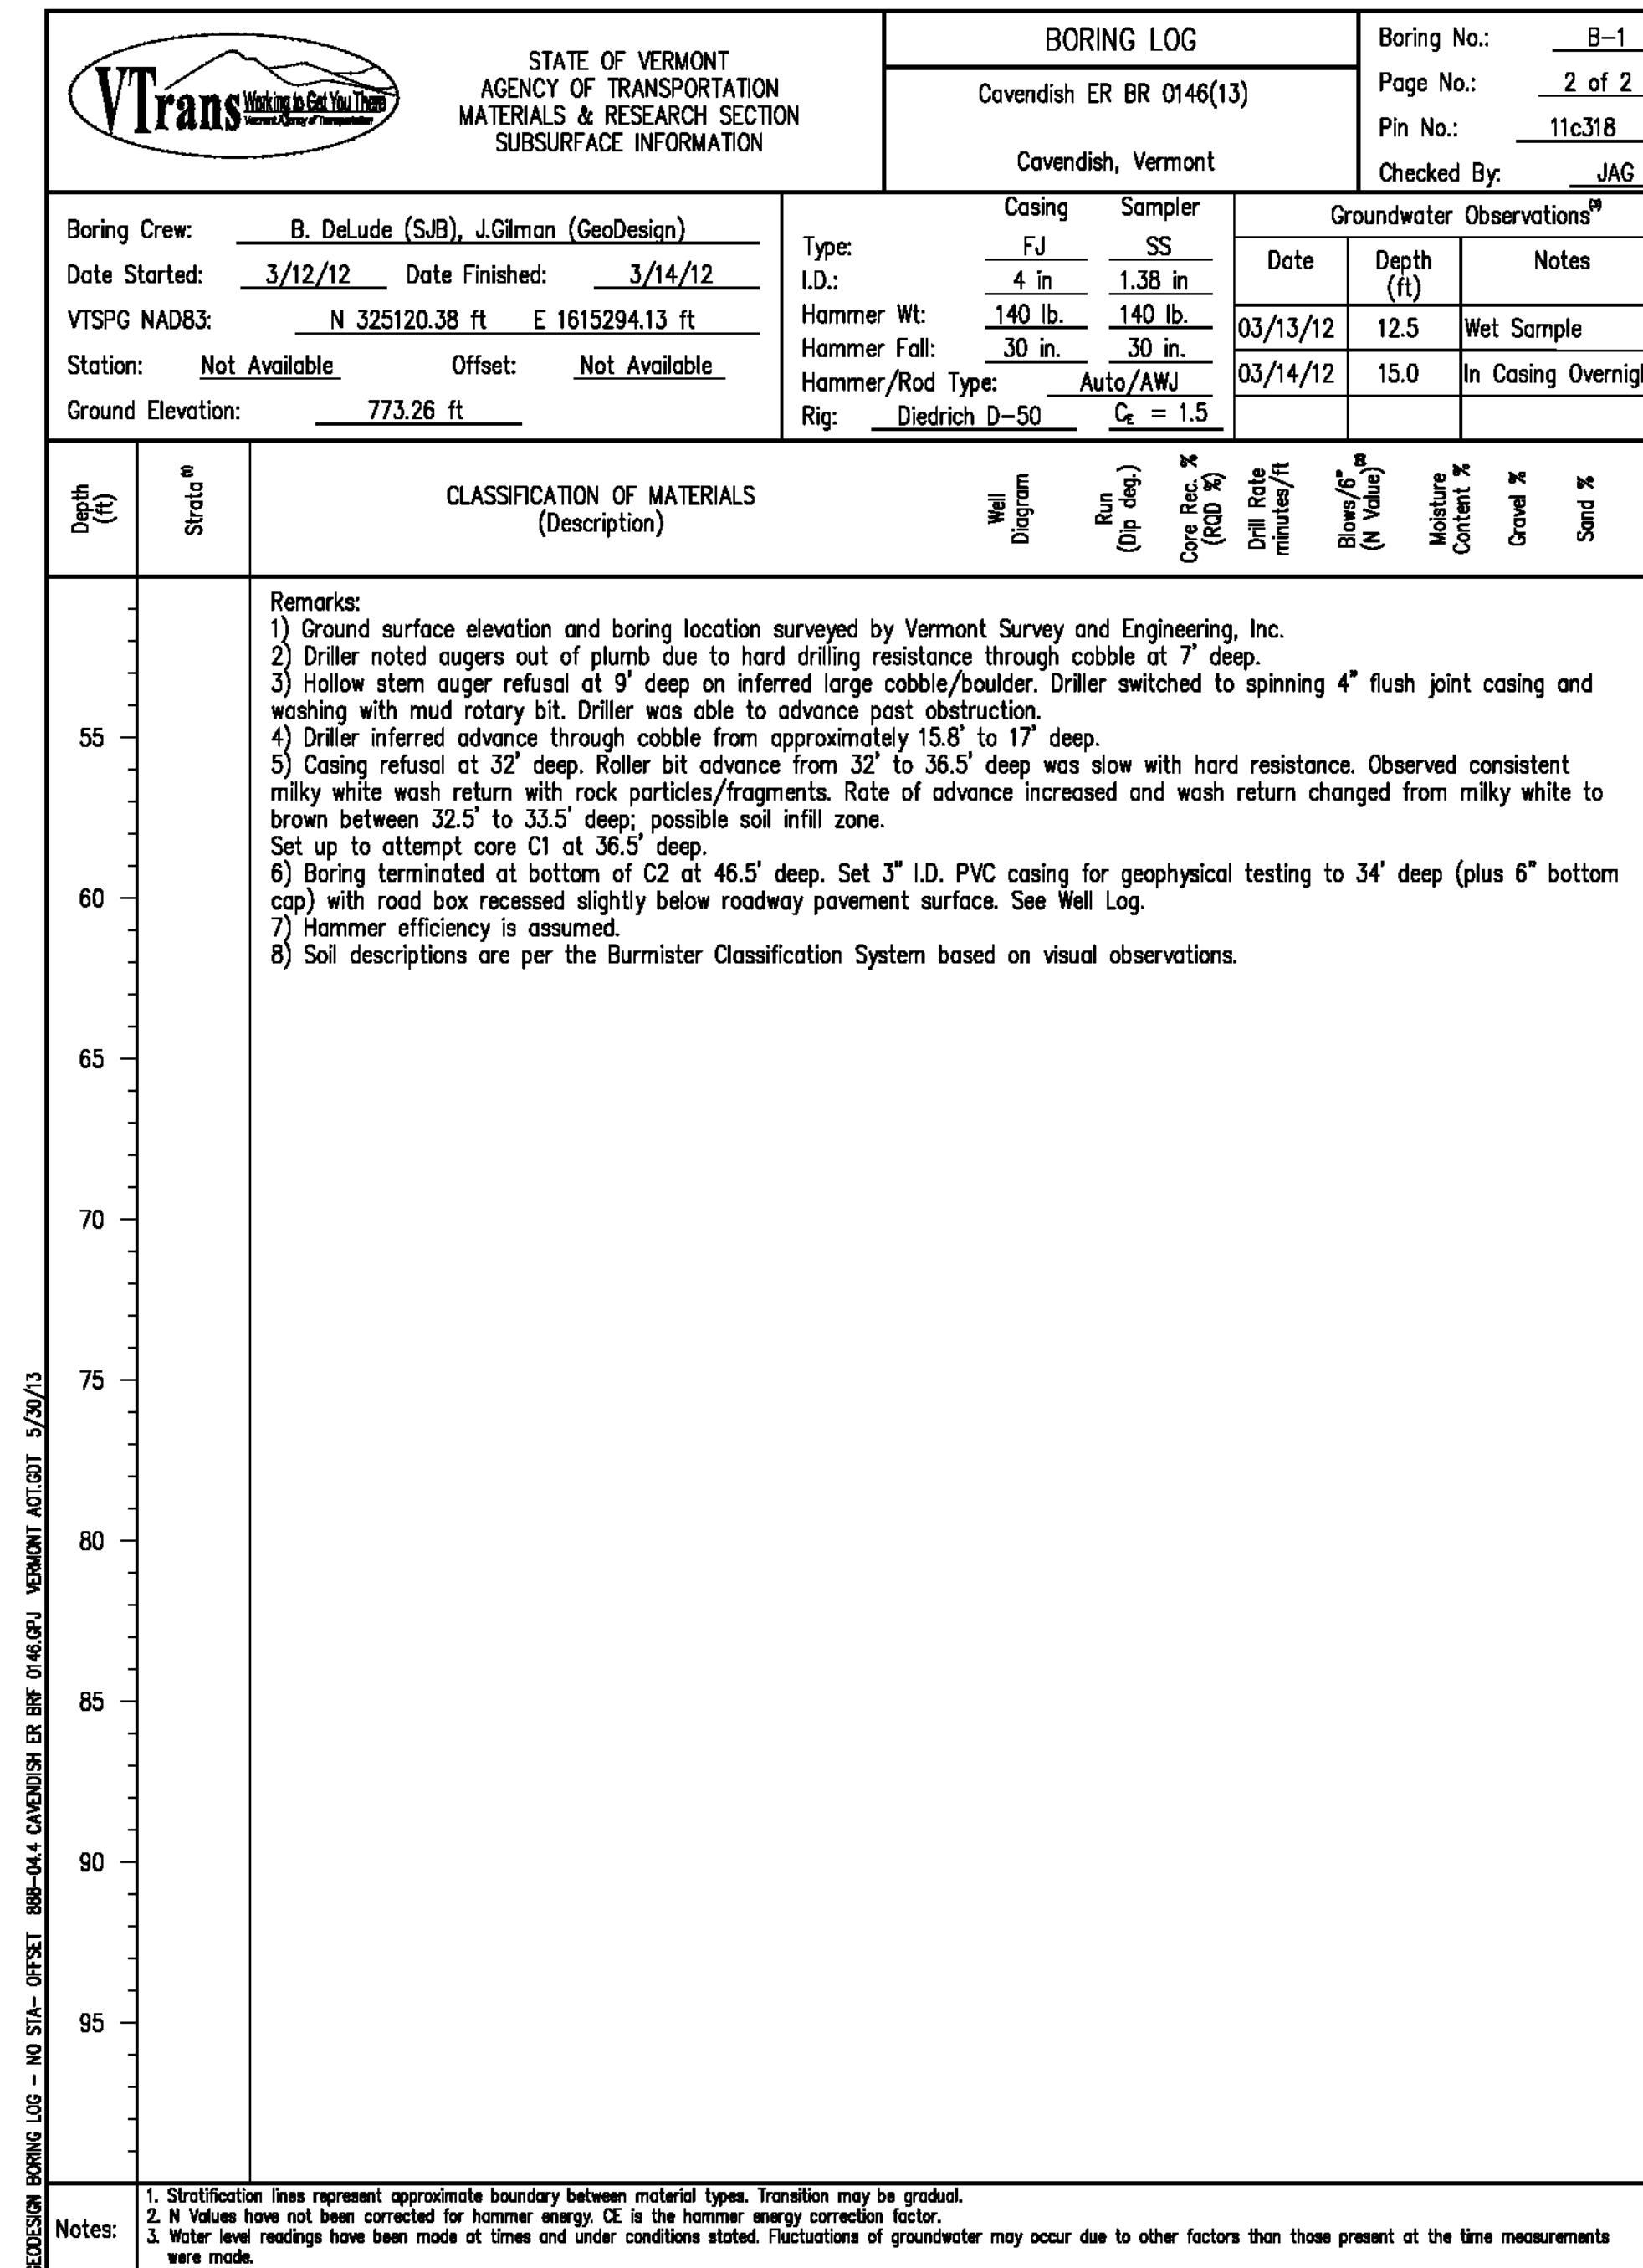 VTrans Working to Get You There
Vermont Agency of Transportation
STATE OF VERMONT
AGENCY OF TRANSPORTATION
MATERIALS & RESEARCH SECTION
SUBSURFACE INFORMATION
BORING LOG
Cavendish ER BR 0146(13)
Cavendish, Vermont
Boring No.: B-1
Page No.: 2 of 2
Pin No.: 11c318
Checked By: JAG
Boring Crew: B. DeLude (SJB), J.Gilman (GeoDesign)
Date Started: 3/12/12 Date Finished: 3/14/12
VTSPG NAD83: N 325120.38 ft E 1615294.13 ft
Station: Not Available Offset: Not Available
Ground Elevation: 773.26 ft
Casing Sampler
Type: FJ SS
I.D.: 4 in 1.38 in
Hammer Wt: 140 lb. 140 lb.
Hammer Fall: 30 in. 30 in.
Hammer/Rod Type: Auto/AWJ
Rig: Diedrich D-50 CE = 1.5
Groundwater Observations(3)
Date Depth (ft) Notes
03/13/12 12.5 Wet Sample
03/14/12 15.0 In Casing Overnigh
Depth (ft)
Strata (1)
CLASSIFICATION OF MATERIALS
(Description)
Well Diagram
Run (Dip deg.)
Core Rec. % (RQD %)
Drill Rate minutes/ft
Blows/6" (N Value)(2)
Moisture Content %
Gravel %
Sand %
Remarks:
1) Ground surface elevation and boring location surveyed by Vermont Survey and Engineering, Inc.
2) Driller noted augers out of plumb due to hard drilling resistance through cobble at 7' deep.
3) Hollow stem auger refusal at 9' deep on inferred large cobble/boulder. Driller switched to spinning 4" flush joint casing and
washing with mud rotary bit. Driller was able to advance past obstruction.
4) Driller inferred advance through cobble from approximately 15.8' to 17' deep.
5) Casing refusal at 32' deep. Roller bit advance from 32' to 36.5' deep was slow with hard resistance. Observed consistent
milky white wash return with rock particles/fragments. Rate of advance increased and wash return changed from milky white to
brown between 32.5' to 33.5' deep; possible soil infill zone.
Set up to attempt core C1 at 36.5' deep.
6) Boring terminated at bottom of C2 at 46.5' deep. Set 3" I.D. PVC casing for geophysical testing to 34' deep (plus 6" bottom
cap) with road box recessed slightly below roadway pavement surface. See Well Log.
7) Hammer efficiency is assumed.
8) Soil descriptions are per the Burmister Classification System based on visual observations.
55
60
65
70
75
80
85
90
95
GEODESIGN BORING LOG - NO STA- OFFSET 888-04.4 CAVENDISH ER BRF 0146.GPJ VERMONT AOT.GDT 5/30/13
Notes:
1. Stratification lines represent approximate boundary between material types. Transition may be gradual.
2. N Values have not been corrected for hammer energy. CE is the hammer energy correction factor.
3. Water level readings have been made at times and under conditions stated. Fluctuations of groundwater may occur due to other factors than those present at the time measurements
were made.